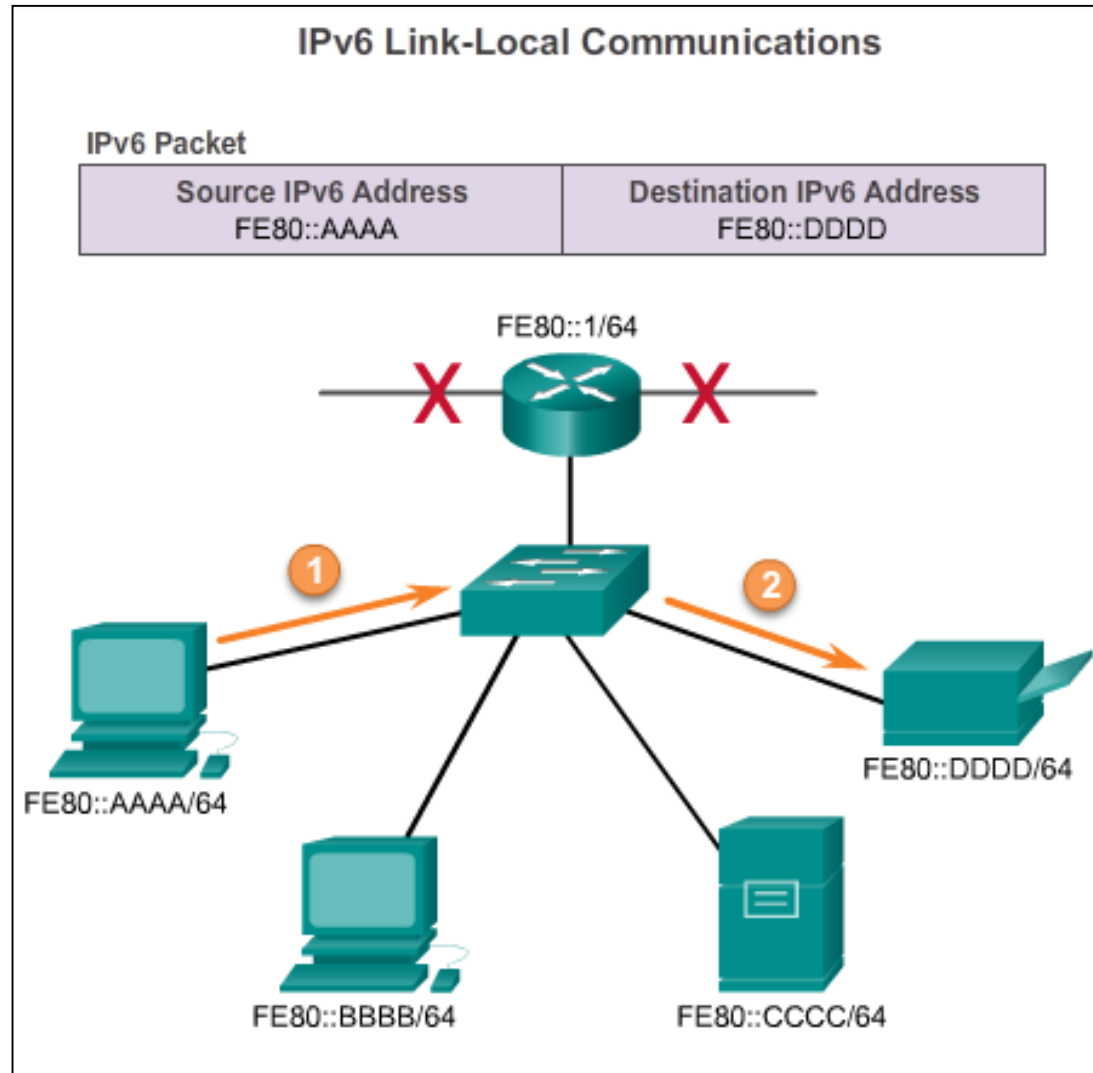 IPv6 Link-Local Communications
IPv6 Packet
Source IPv6 Address
FE80::AAAA
Destination IPv6 Address
FE80::DDDD
FE80::1/64
X
X
1
2
FE80::AAAA/64
FE80::DDDD/64
FE80::BBBB/64
FE80::CCCC/64